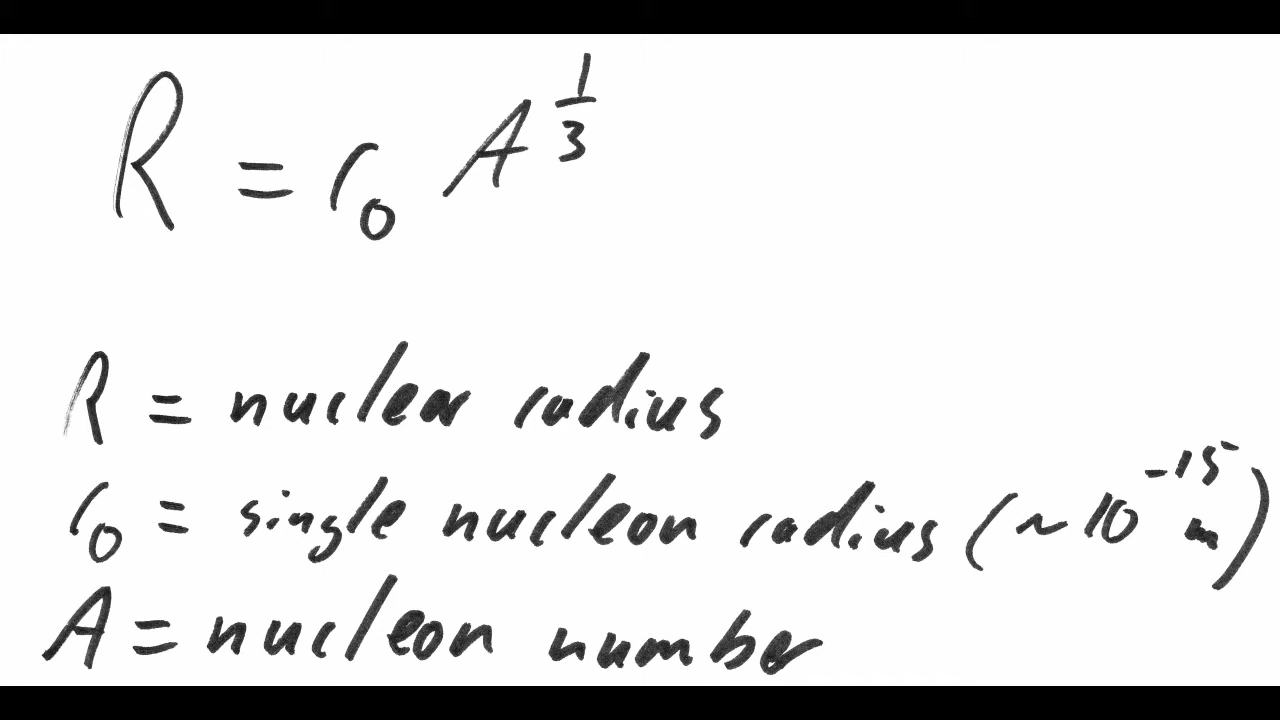 R = r₀ A^(1/3)
R = nuclear radius
r₀ = single nucleon radius (~10⁻¹⁵ m)
A = nucleon number